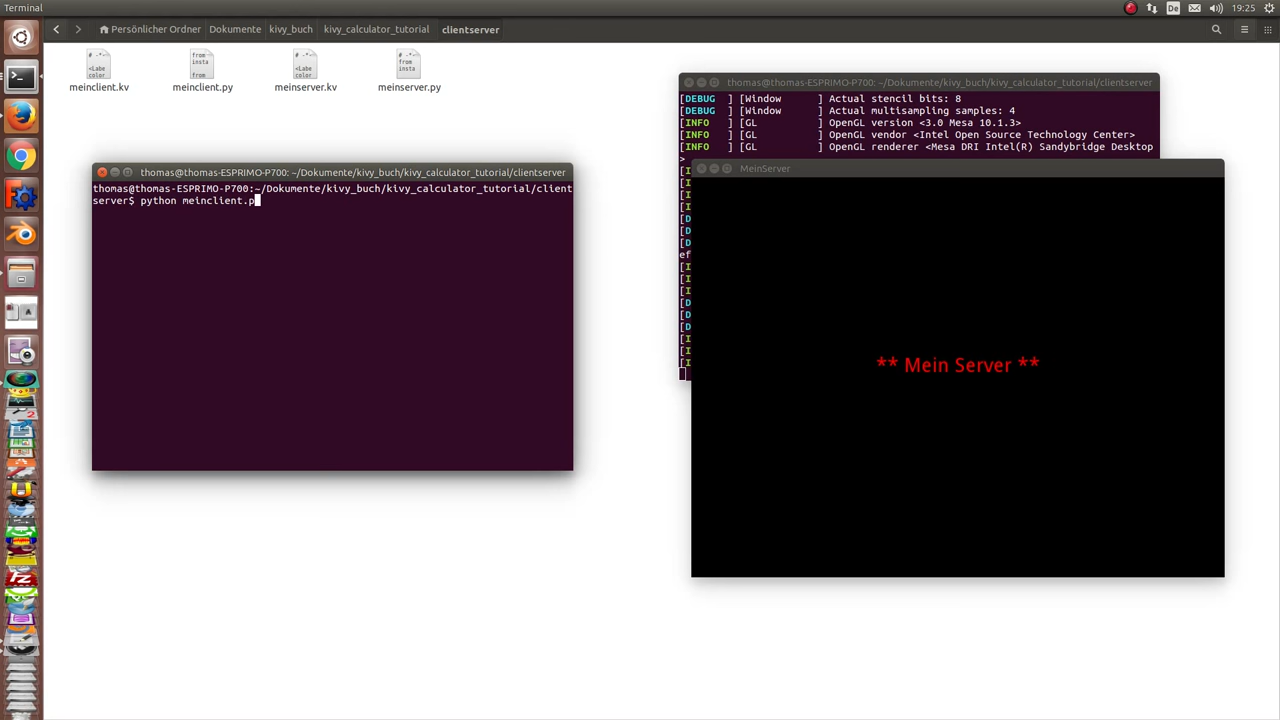 Terminal
De
19:25
Persönlicher Ordner
Dokumente
kivy_buch
kivy_calculator_tutorial
clientserver
meinclient.kv
meinclient.py
meinserver.kv
meinserver.py
thomas@thomas-ESPRIMO-P700: ~/Dokumente/kivy_buch/kivy_calculator_tutorial/clientserver
[DEBUG ] [Window ] Actual stencil bits: 8
[DEBUG ] [Window ] Actual multisampling samples: 4
[INFO ] [GL ] OpenGL version <3.0 Mesa 10.1.3>
[INFO ] [GL ] OpenGL vendor <Intel Open Source Technology Center>
[INFO ] [GL ] OpenGL renderer <Mesa DRI Intel(R) Sandybridge Desktop
>
[I
[I
[I
[I
[D
[D
[D
ef
[I
[I
[I
[D
[D
[D
[I
[I
[I
MeinServer
** Mein Server **
thomas@thomas-ESPRIMO-P700: ~/Dokumente/kivy_buch/kivy_calculator_tutorial/clientserver
thomas@thomas-ESPRIMO-P700:~/Dokumente/kivy_buch/kivy_calculator_tutorial/client
server$ python meinclient.p